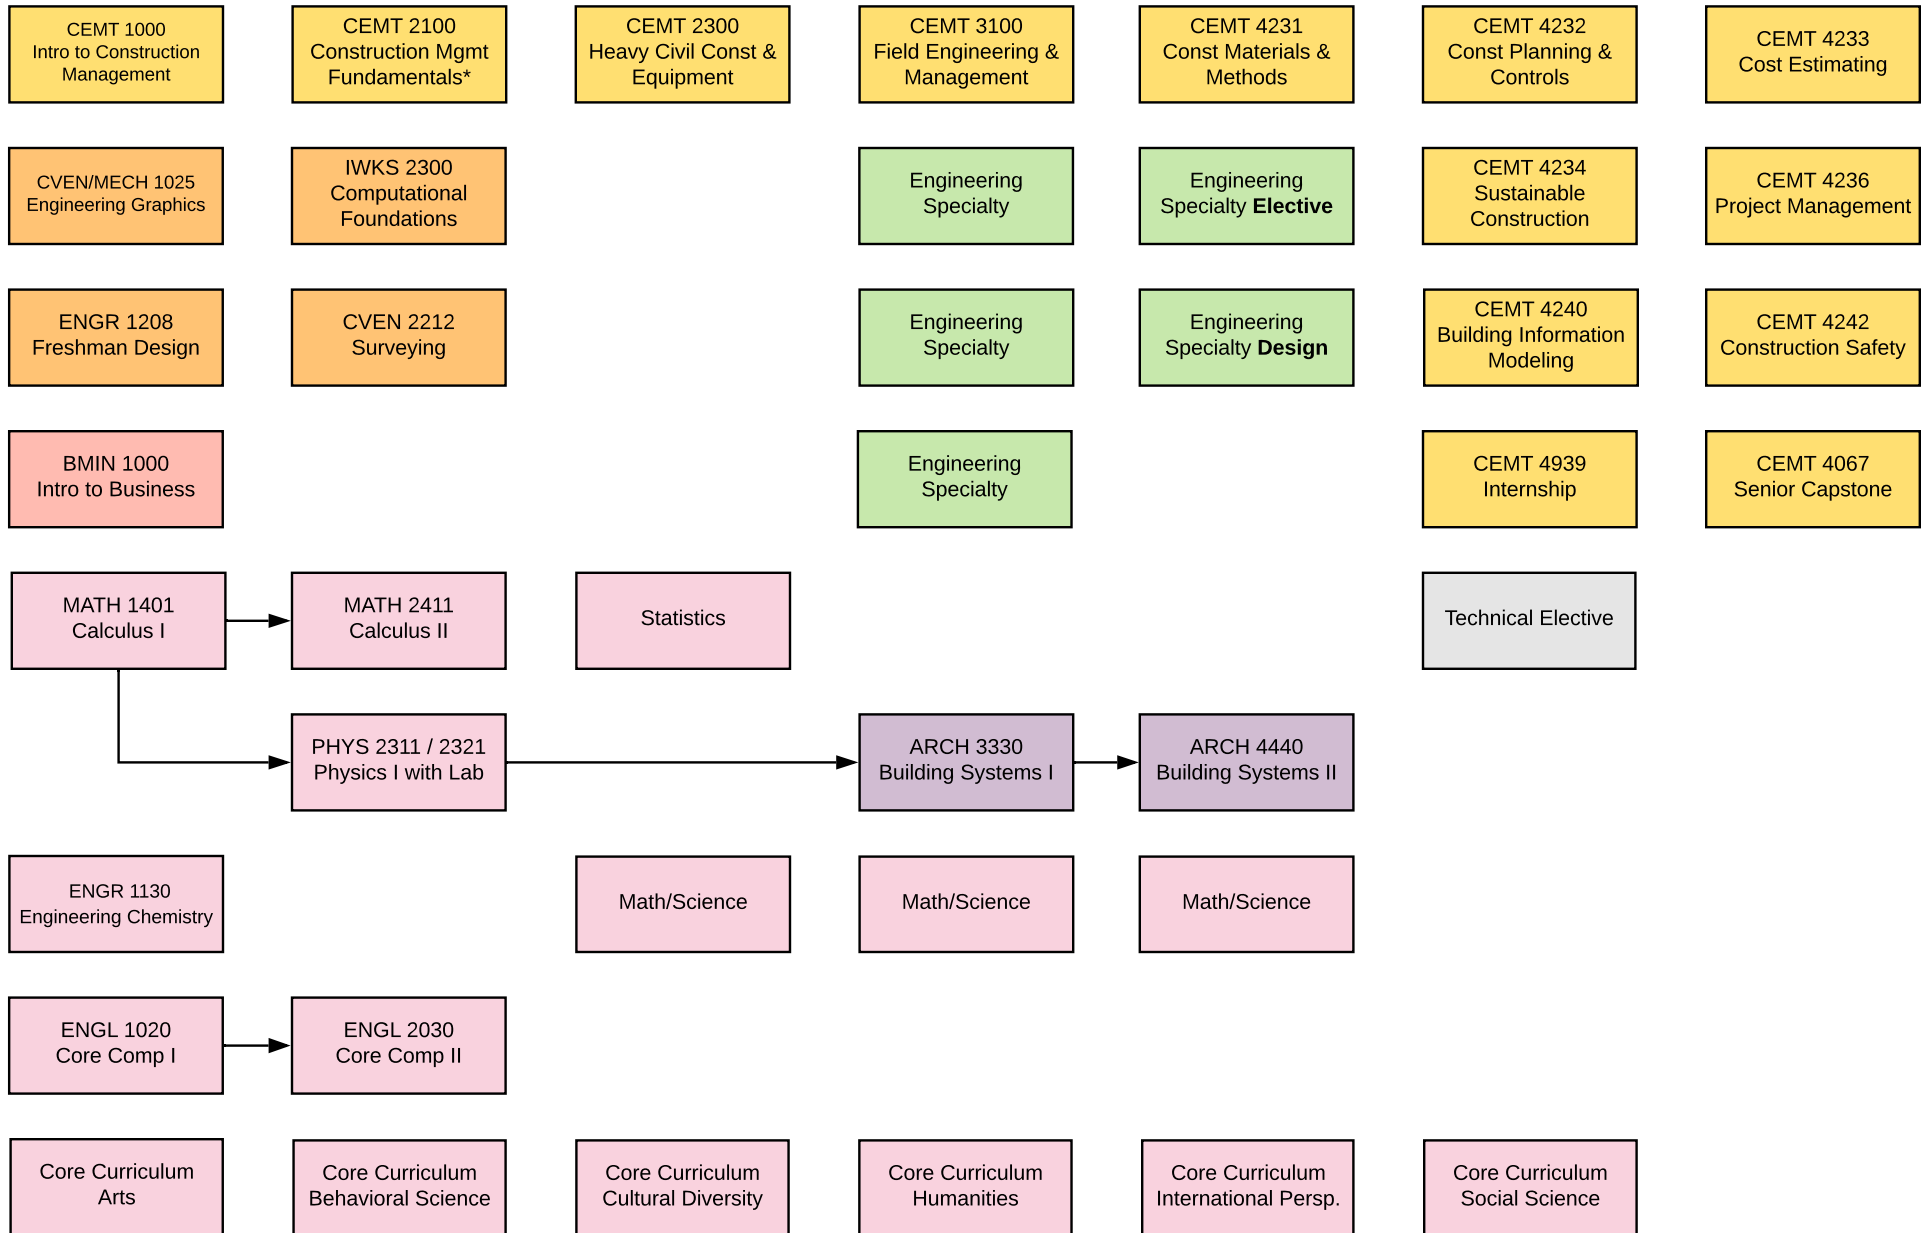 CEMT 1000
Intro to Construction
Management
CEMT 2100
Construction Mgmt
Fundamentals*
CEMT 2300
Heavy Civil Const &
Equipment
CEMT 3100
Field Engineering &
Management
CEMT 4231
Const Materials &
Methods
CEMT 4232
Const Planning &
Controls
CEMT 4233
Cost Estimating
CVEN/MECH 1025
Engineering Graphics
IWKS 2300
Computational
Foundations
Engineering
Specialty
Engineering
Specialty Elective
CEMT 4234
Sustainable
Construction
CEMT 4236
Project Management
ENGR 1208
Freshman Design
CVEN 2212
Surveying
Engineering
Specialty
Engineering
Specialty Design
CEMT 4240
Building Information
Modeling
CEMT 4242
Construction Safety
BMIN 1000
Intro to Business
Engineering
Specialty
CEMT 4939
Internship
CEMT 4067
Senior Capstone
MATH 1401
Calculus I
MATH 2411
Calculus II
Statistics
Technical Elective
PHYS 2311 / 2321
Physics I with Lab
ARCH 3330
Building Systems I
ARCH 4440
Building Systems II
ENGR 1130
Engineering Chemistry
Math/Science
Math/Science
Math/Science
ENGL 1020
Core Comp I
ENGL 2030
Core Comp II
Core Curriculum
Arts
Core Curriculum
Behavioral Science
Core Curriculum
Cultural Diversity
Core Curriculum
Humanities
Core Curriculum
International Persp.
Core Curriculum
Social Science